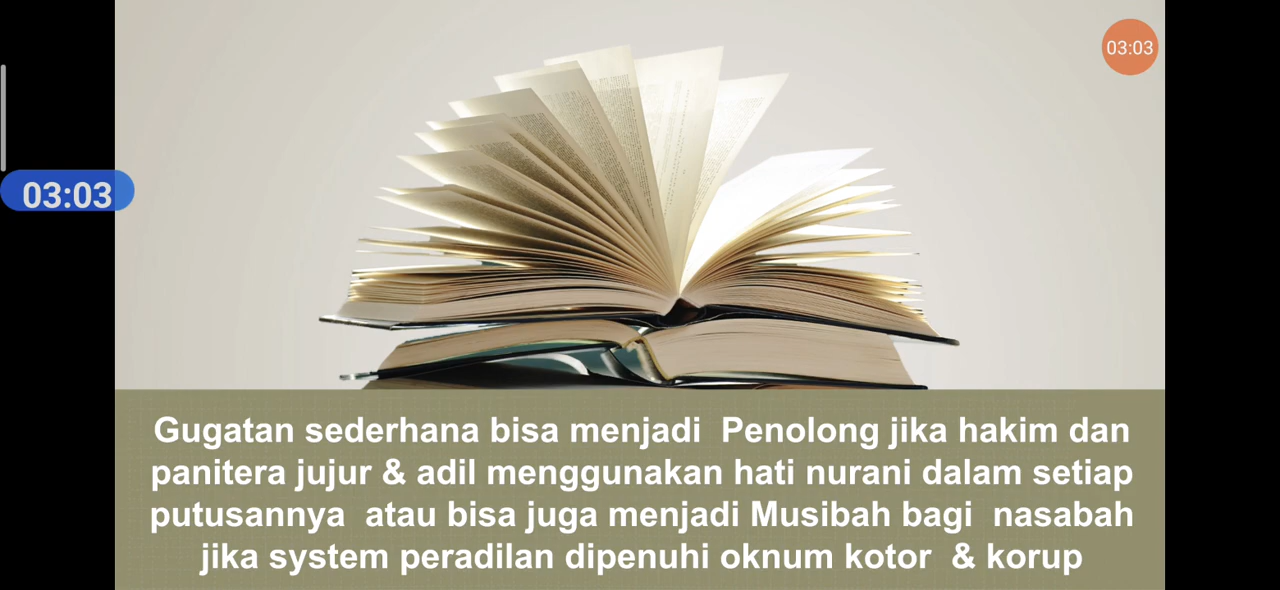 03:03
03:03
Gugatan sederhana bisa menjadi Penolong jika hakim dan
panitera jujur & adil menggunakan hati nurani dalam setiap
putusannya atau bisa juga menjadi Musibah bagi nasabah
jika system peradilan dipenuhi oknum kotor & korup